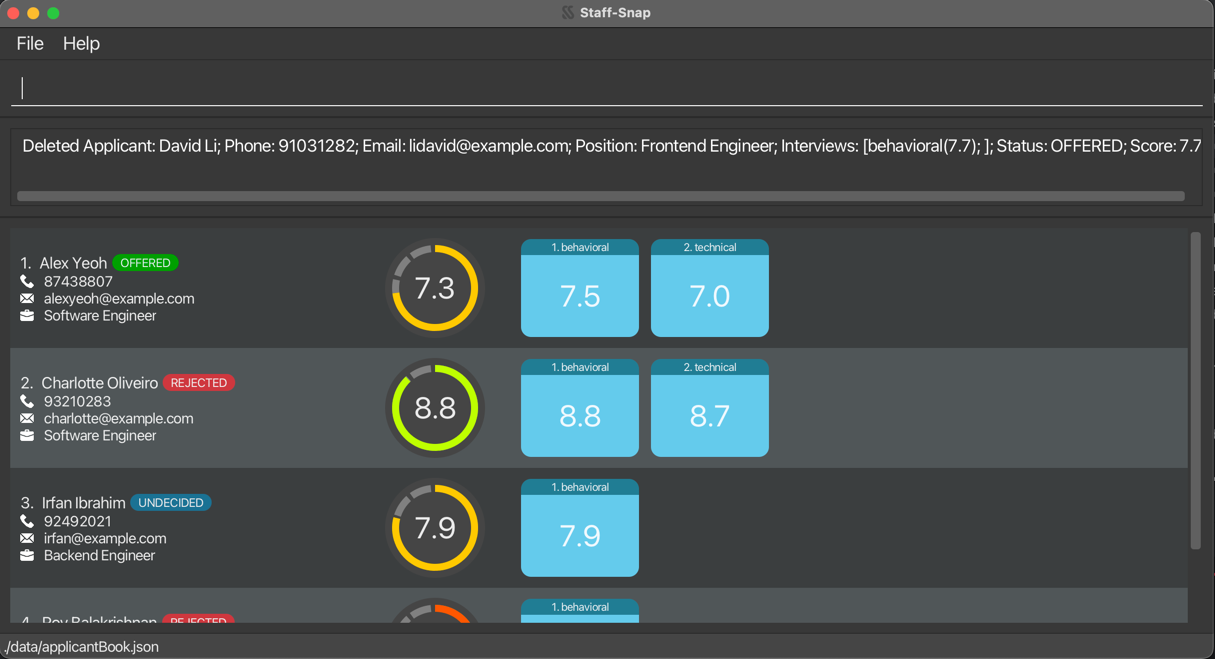 Staff-Snap
File Help
Deleted Applicant: David Li; Phone: 91031282; Email: lidavid@example.com; Position: Frontend Engineer; Interviews: [behavioral(7.7); ]; Status: OFFERED; Score: 7.7
1. Alex Yeoh OFFERED
87438807
alexyeoh@example.com
Software Engineer
7.3
1. behavioral
7.5
2. technical
7.0
2. Charlotte Oliveiro REJECTED
93210283
charlotte@example.com
Software Engineer
8.8
1. behavioral
8.8
2. technical
8.7
3. Irfan Ibrahim UNDECIDED
92492021
irfan@example.com
Backend Engineer
7.9
1. behavioral
7.9
4. Roy Balakrishnan REJECTED
1. behavioral
./data/applicantBook.json